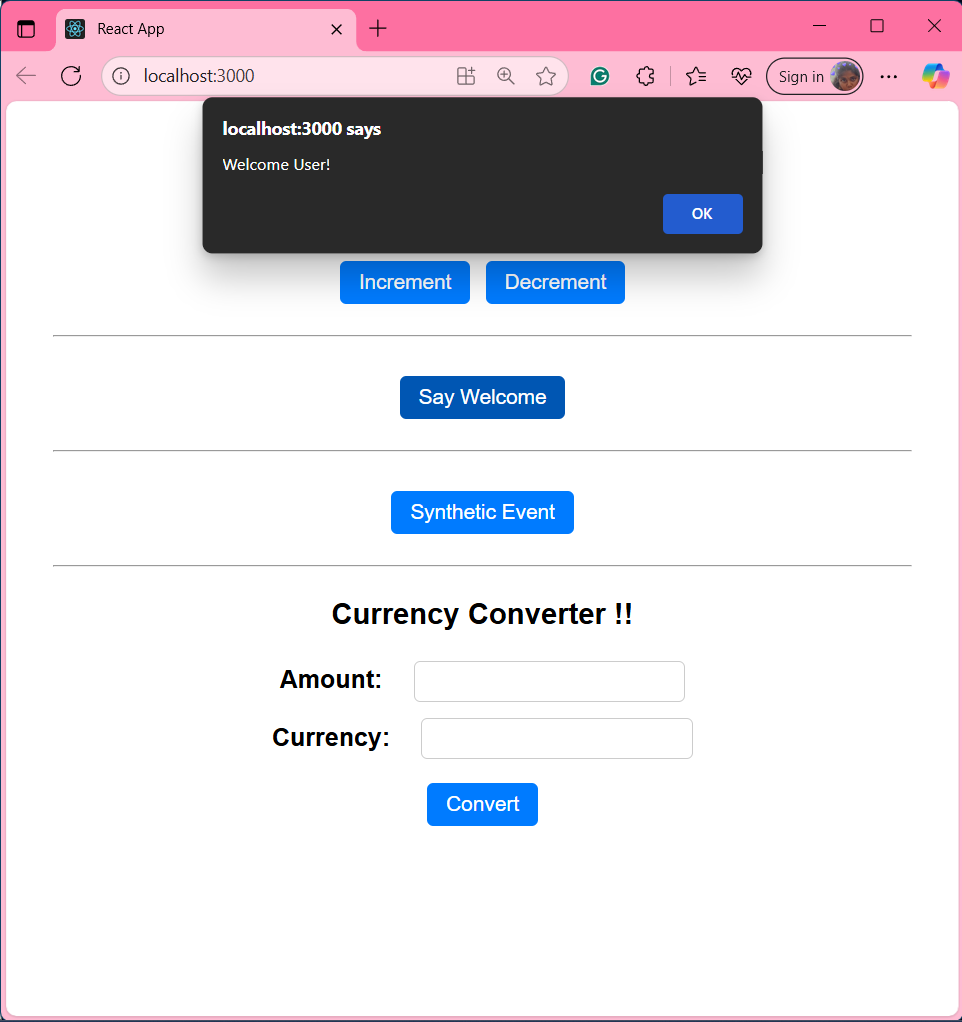 React App
localhost:3000
Sign in
localhost:3000 says
Welcome User!
OK
Increment Decrement
Say Welcome
Synthetic Event
Currency Converter !!
Amount:
Currency:
Convert